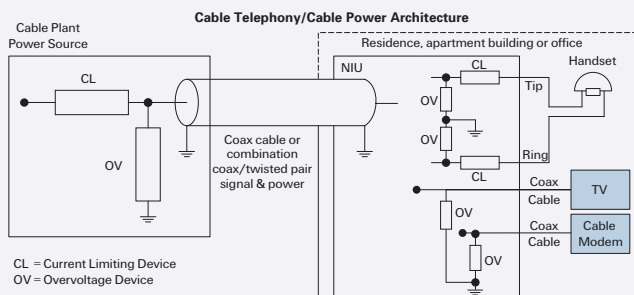 Cable Telephony/Cable Power Architecture
Cable Plant
Power Source
Residence, apartment building or office
CL
OV
Coax cable or
combination
coax/twisted pair
signal & power
NIU
CL
Handset
Tip
OV
OV
Ring
CL
Coax
Cable
TV
OV
Coax
Cable
Cable
Modem
OV
CL = Current Limiting Device
OV = Overvoltage Device